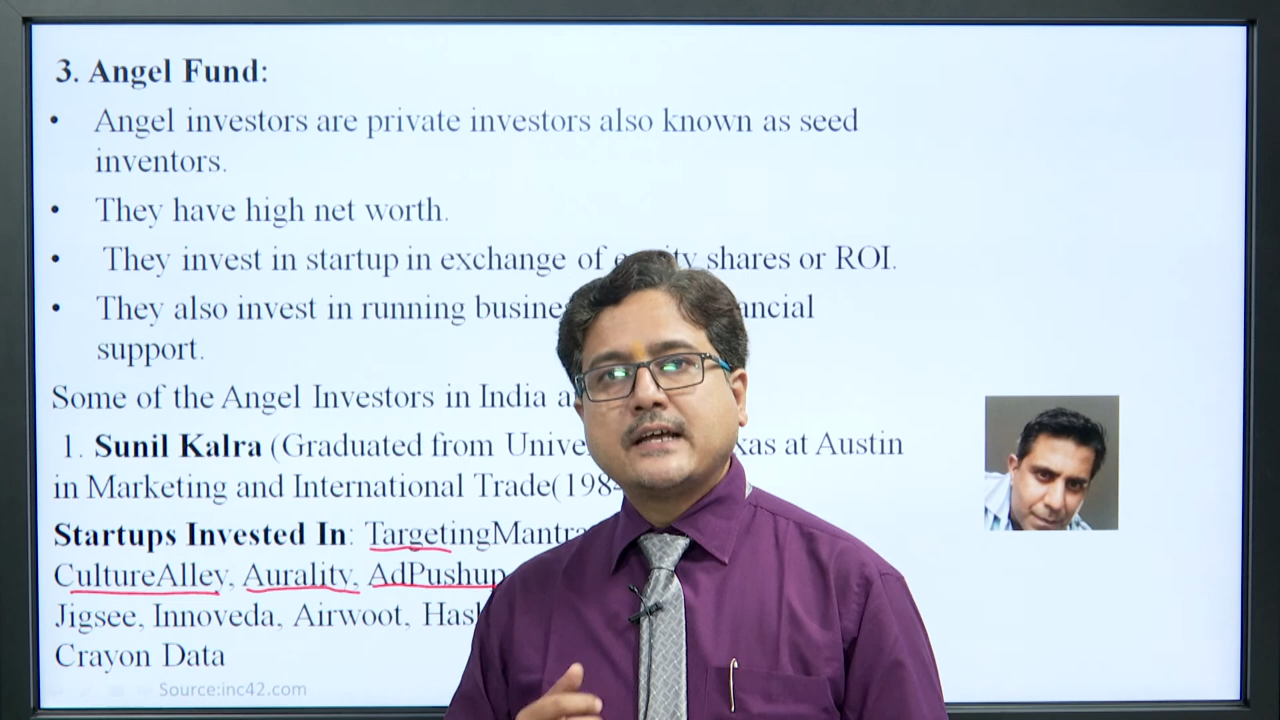 3. Angel Fund:
• Angel investors are private investors also known as seed
inventors.
• They have high net worth.
• They invest in startup in exchange of equity shares or ROI.
• They also invest in running busine ancial
support.
Some of the Angel Investors in India a
1. Sunil Kalra (Graduated from Unive xas at Austin
in Marketing and International Trade(198
Startups Invested In: TargetingMantra
CultureAlley, Aurality, AdPushup
Jigsee, Innoveda, Airwoot, Has
Crayon Data
Source:inc42.com